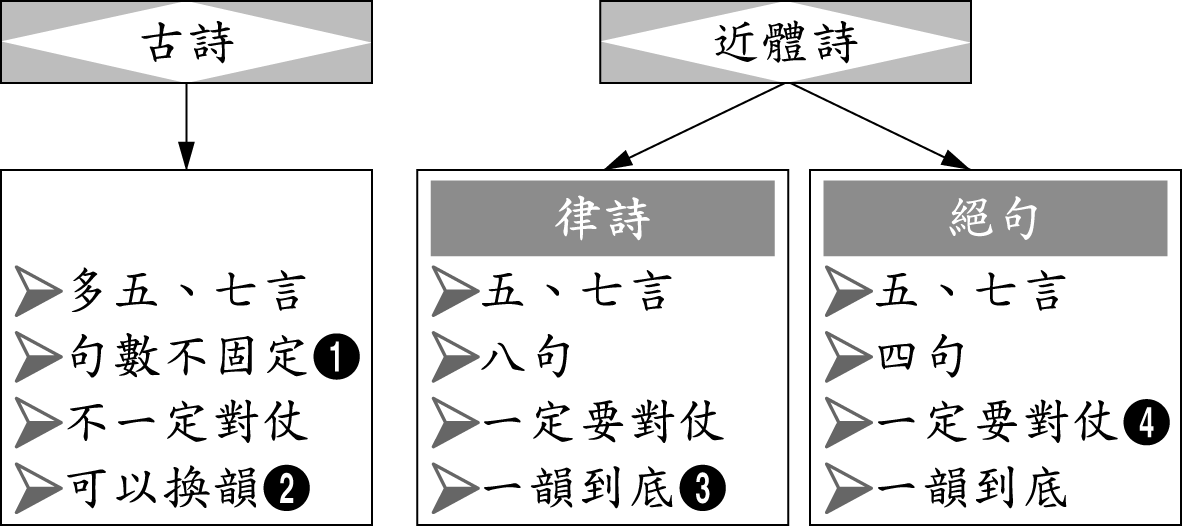 古詩
多五、七言
句數不固定❶
不一定對仗
可以換韻❷
近體詩
律詩
五、七言
八句
一定要對仗
一韻到底❸
絕句
五、七言
四句
一定要對仗❹
一韻到底